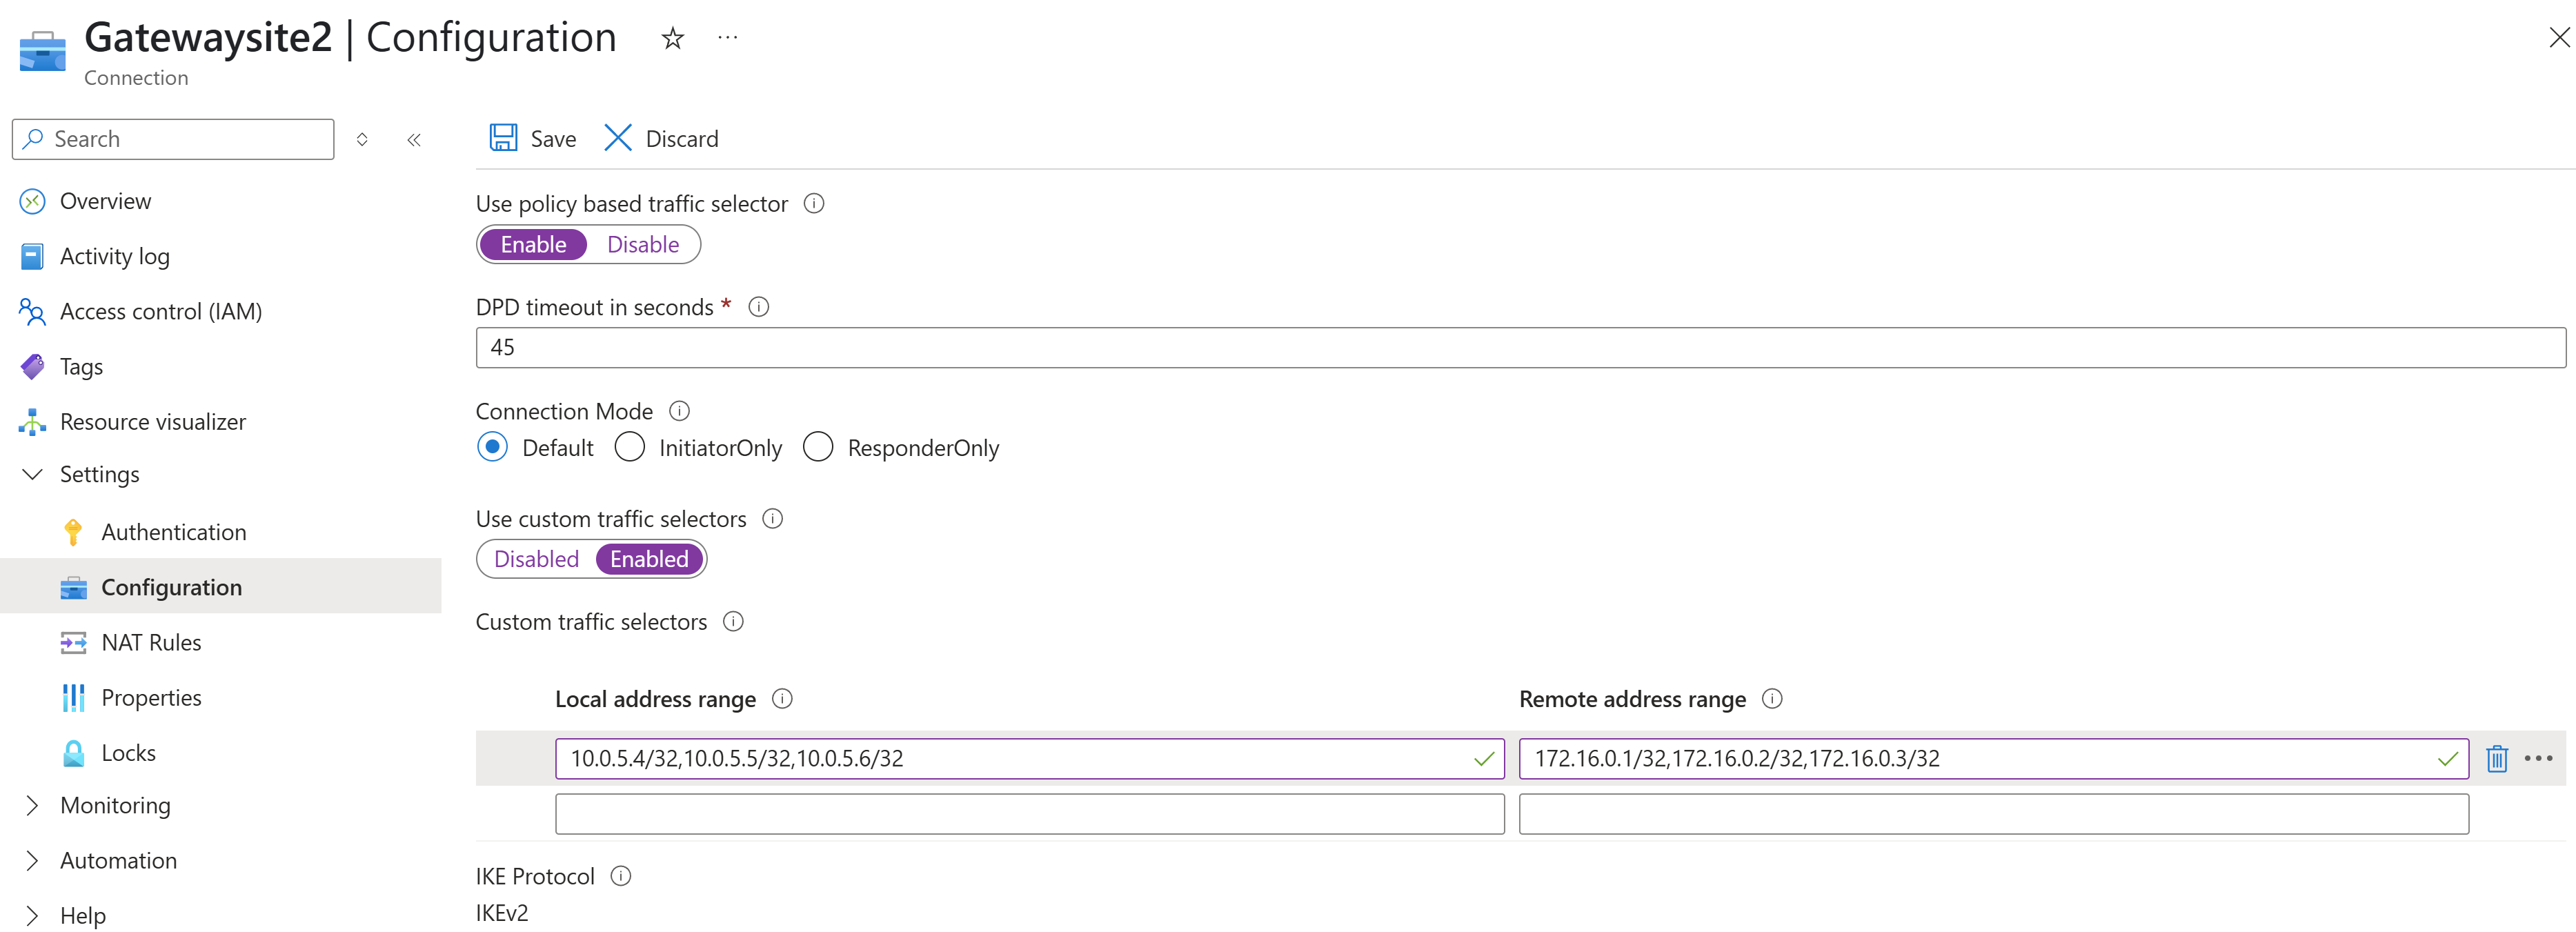 Gatewaysite2 | Configuration
Connection
Search
Save
Discard
Overview
Activity log
Access control (IAM)
Tags
Resource visualizer
Settings
Authentication
Configuration
NAT Rules
Properties
Locks
Monitoring
Automation
Help
Use policy based traffic selector
Enable Disable
DPD timeout in seconds *
45
Connection Mode
Default InitiatorOnly ResponderOnly
Use custom traffic selectors
Disabled Enabled
Custom traffic selectors
Local address range Remote address range
10.0.5.4/32,10.0.5.5/32,10.0.5.6/32 172.16.0.1/32,172.16.0.2/32,172.16.0.3/32
IKE Protocol
IKEv2